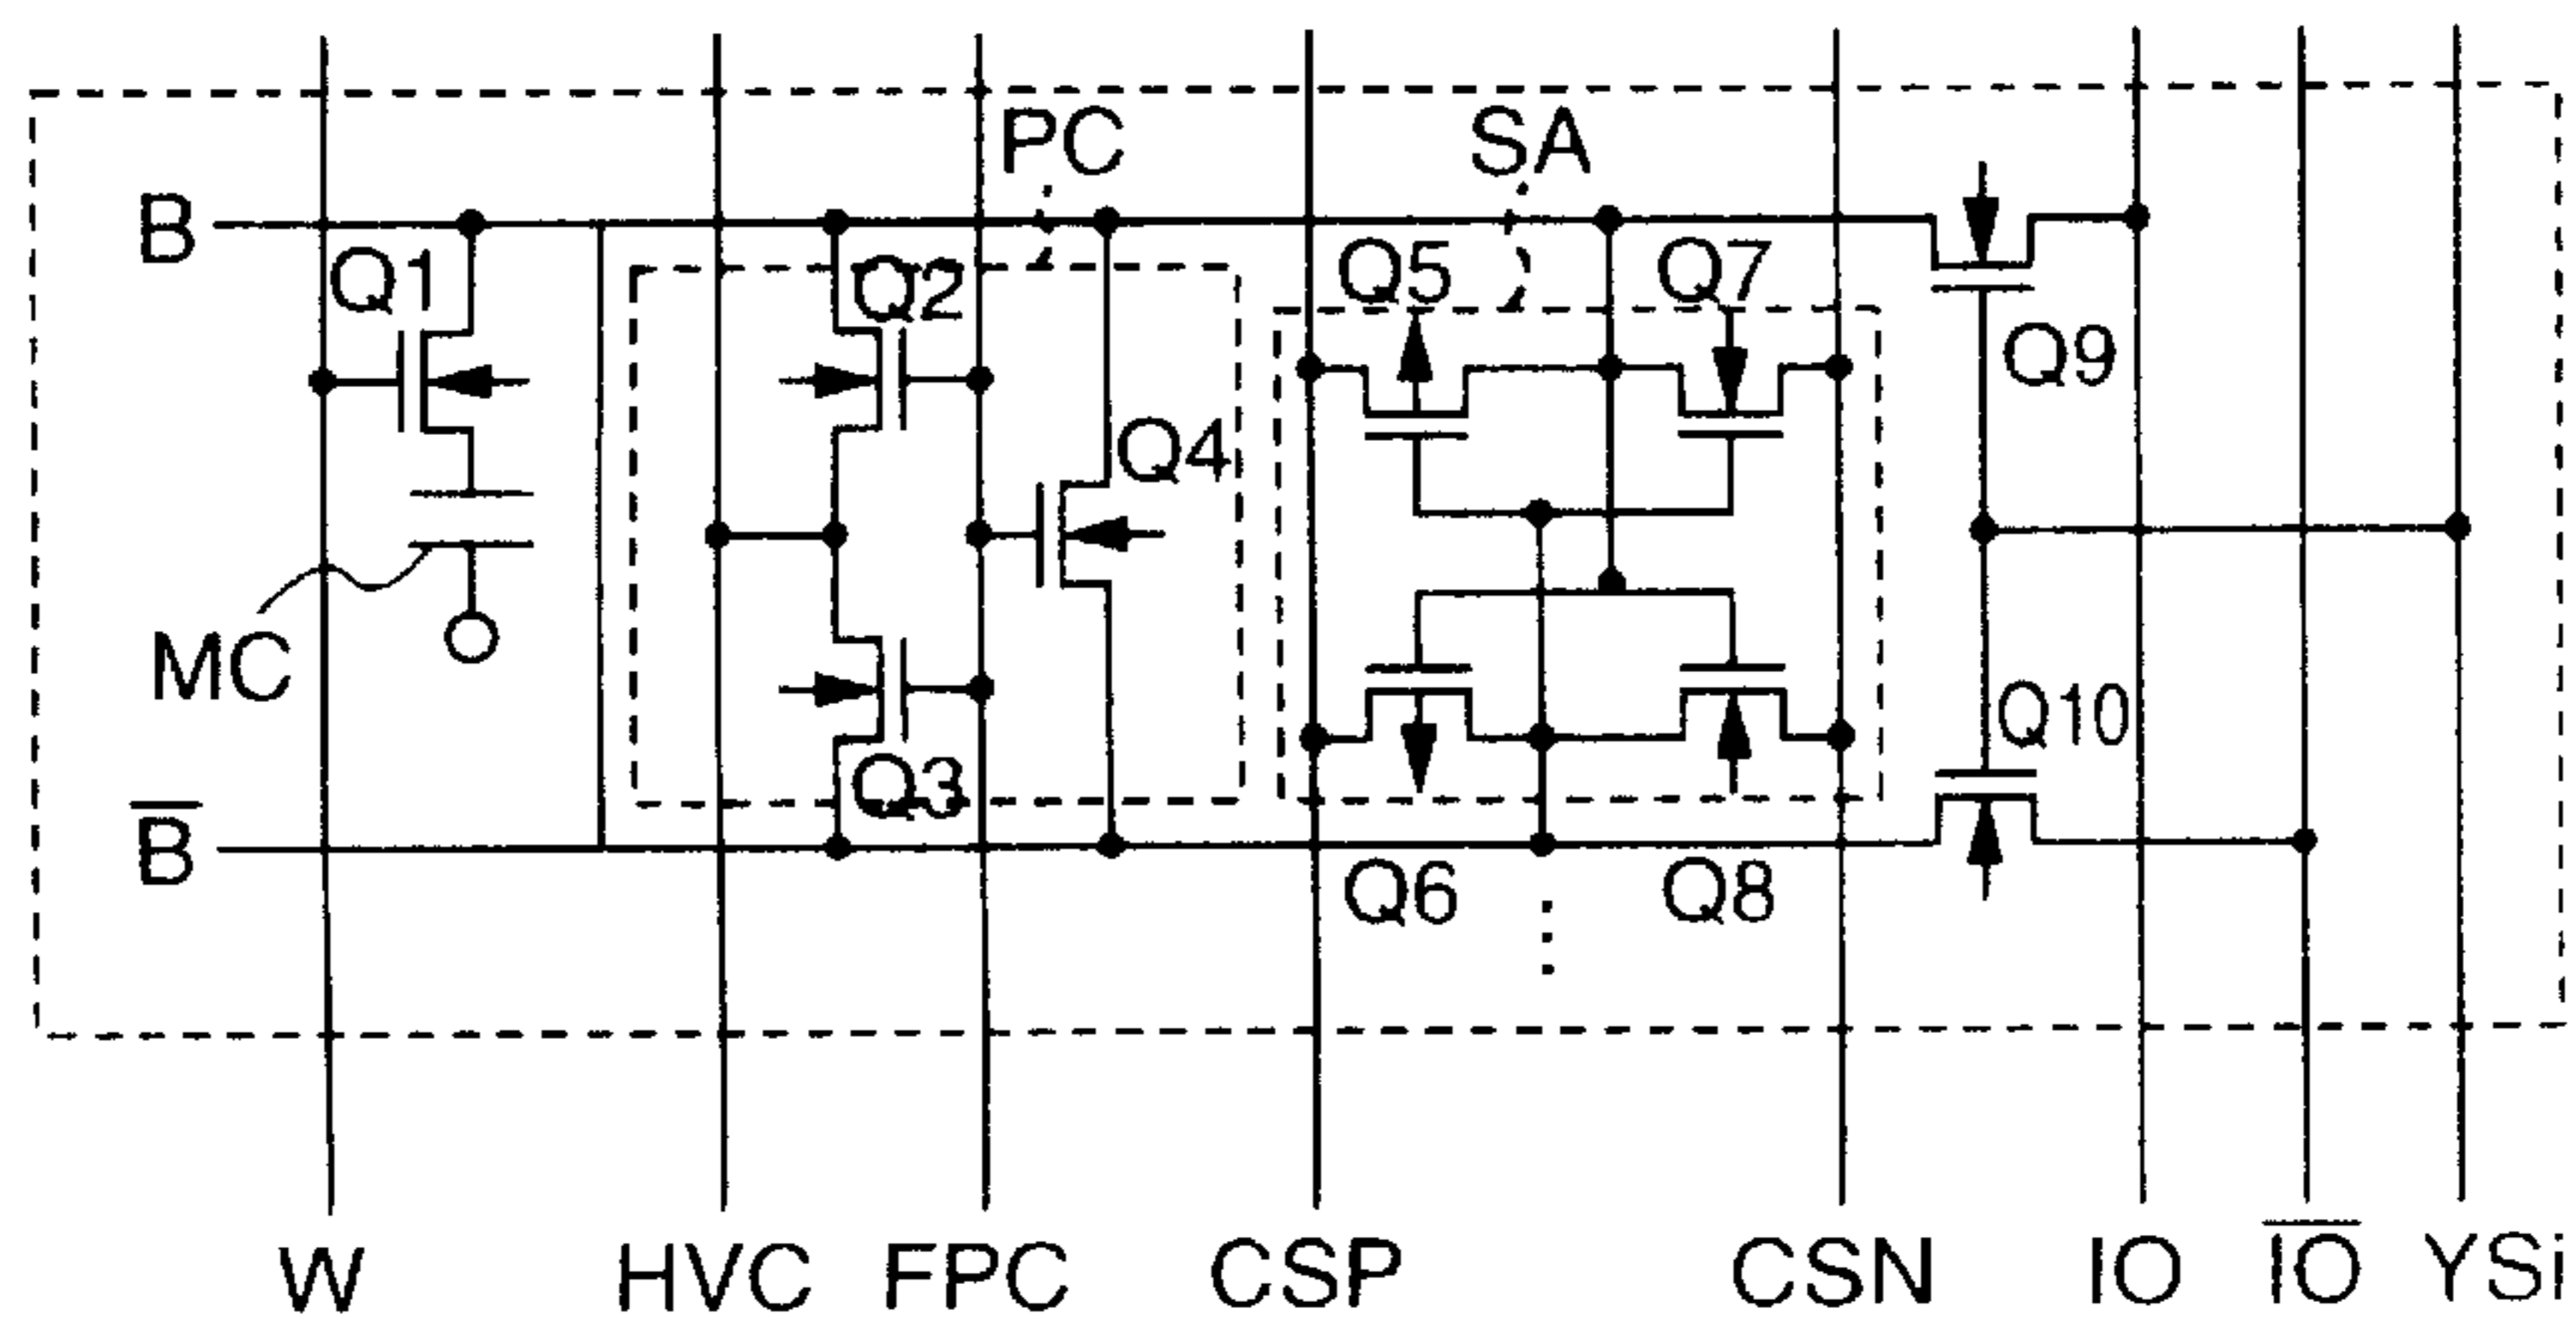 PC SA
B
Q1 Q2 Q5 Q7
Q9
Q4
MC
Q10
Q3
B̅
Q6 Q8
W HVC FPC CSP CSN IO I̅O̅ YSi